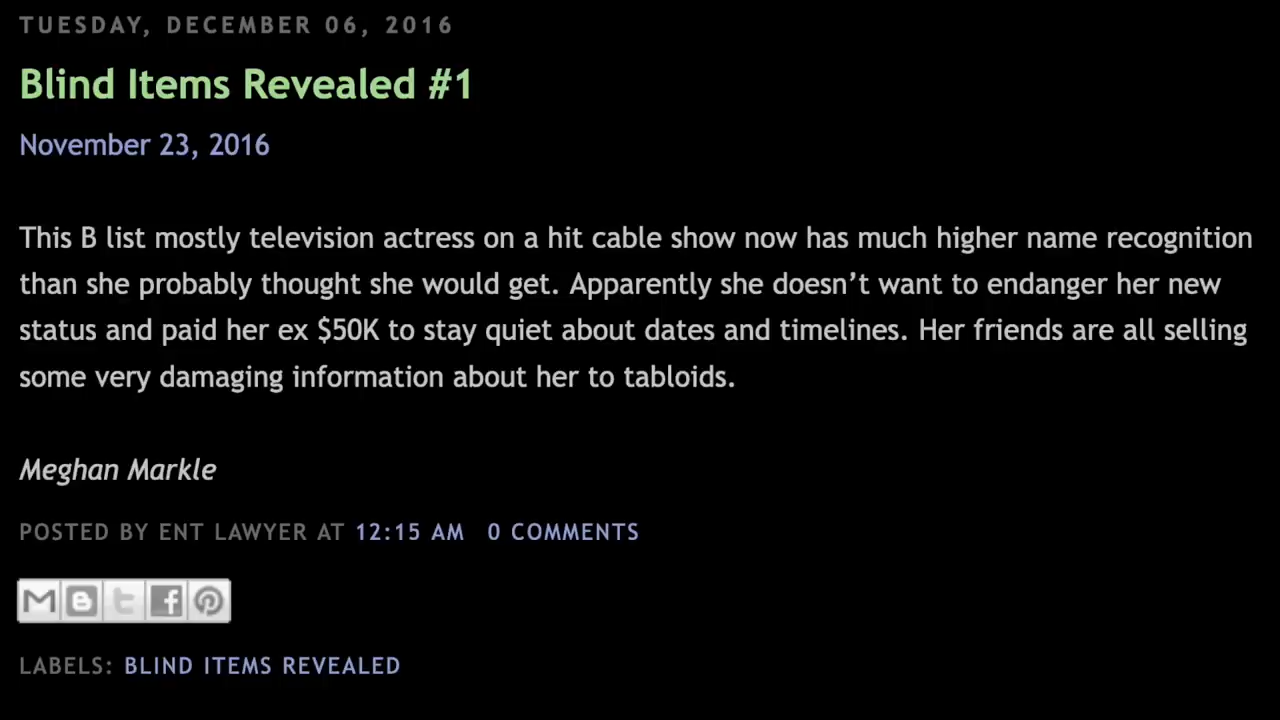 TUESDAY, DECEMBER 06, 2016
Blind Items Revealed #1
November 23, 2016
This B list mostly television actress on a hit cable show now has much higher name recognition
than she probably thought she would get. Apparently she doesn’t want to endanger her new
status and paid her ex $50K to stay quiet about dates and timelines. Her friends are all selling
some very damaging information about her to tabloids.
Meghan Markle
POSTED BY ENT LAWYER AT 12:15 AM 0 COMMENTS
LABELS: BLIND ITEMS REVEALED